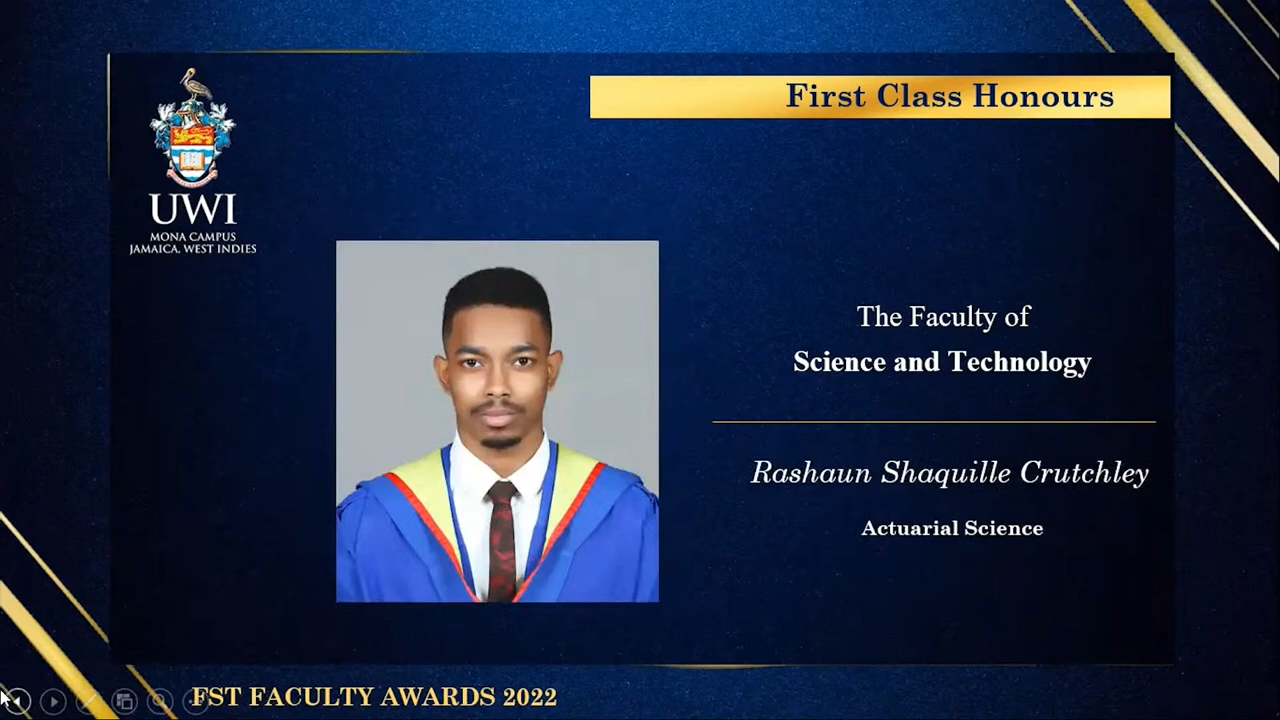 First Class Honours
UWI
MONA CAMPUS
JAMAICA, WEST INDIES
The Faculty of
Science and Technology
Rashaun Shaquille Crutchley
Actuarial Science
FST FACULTY AWARDS 2022